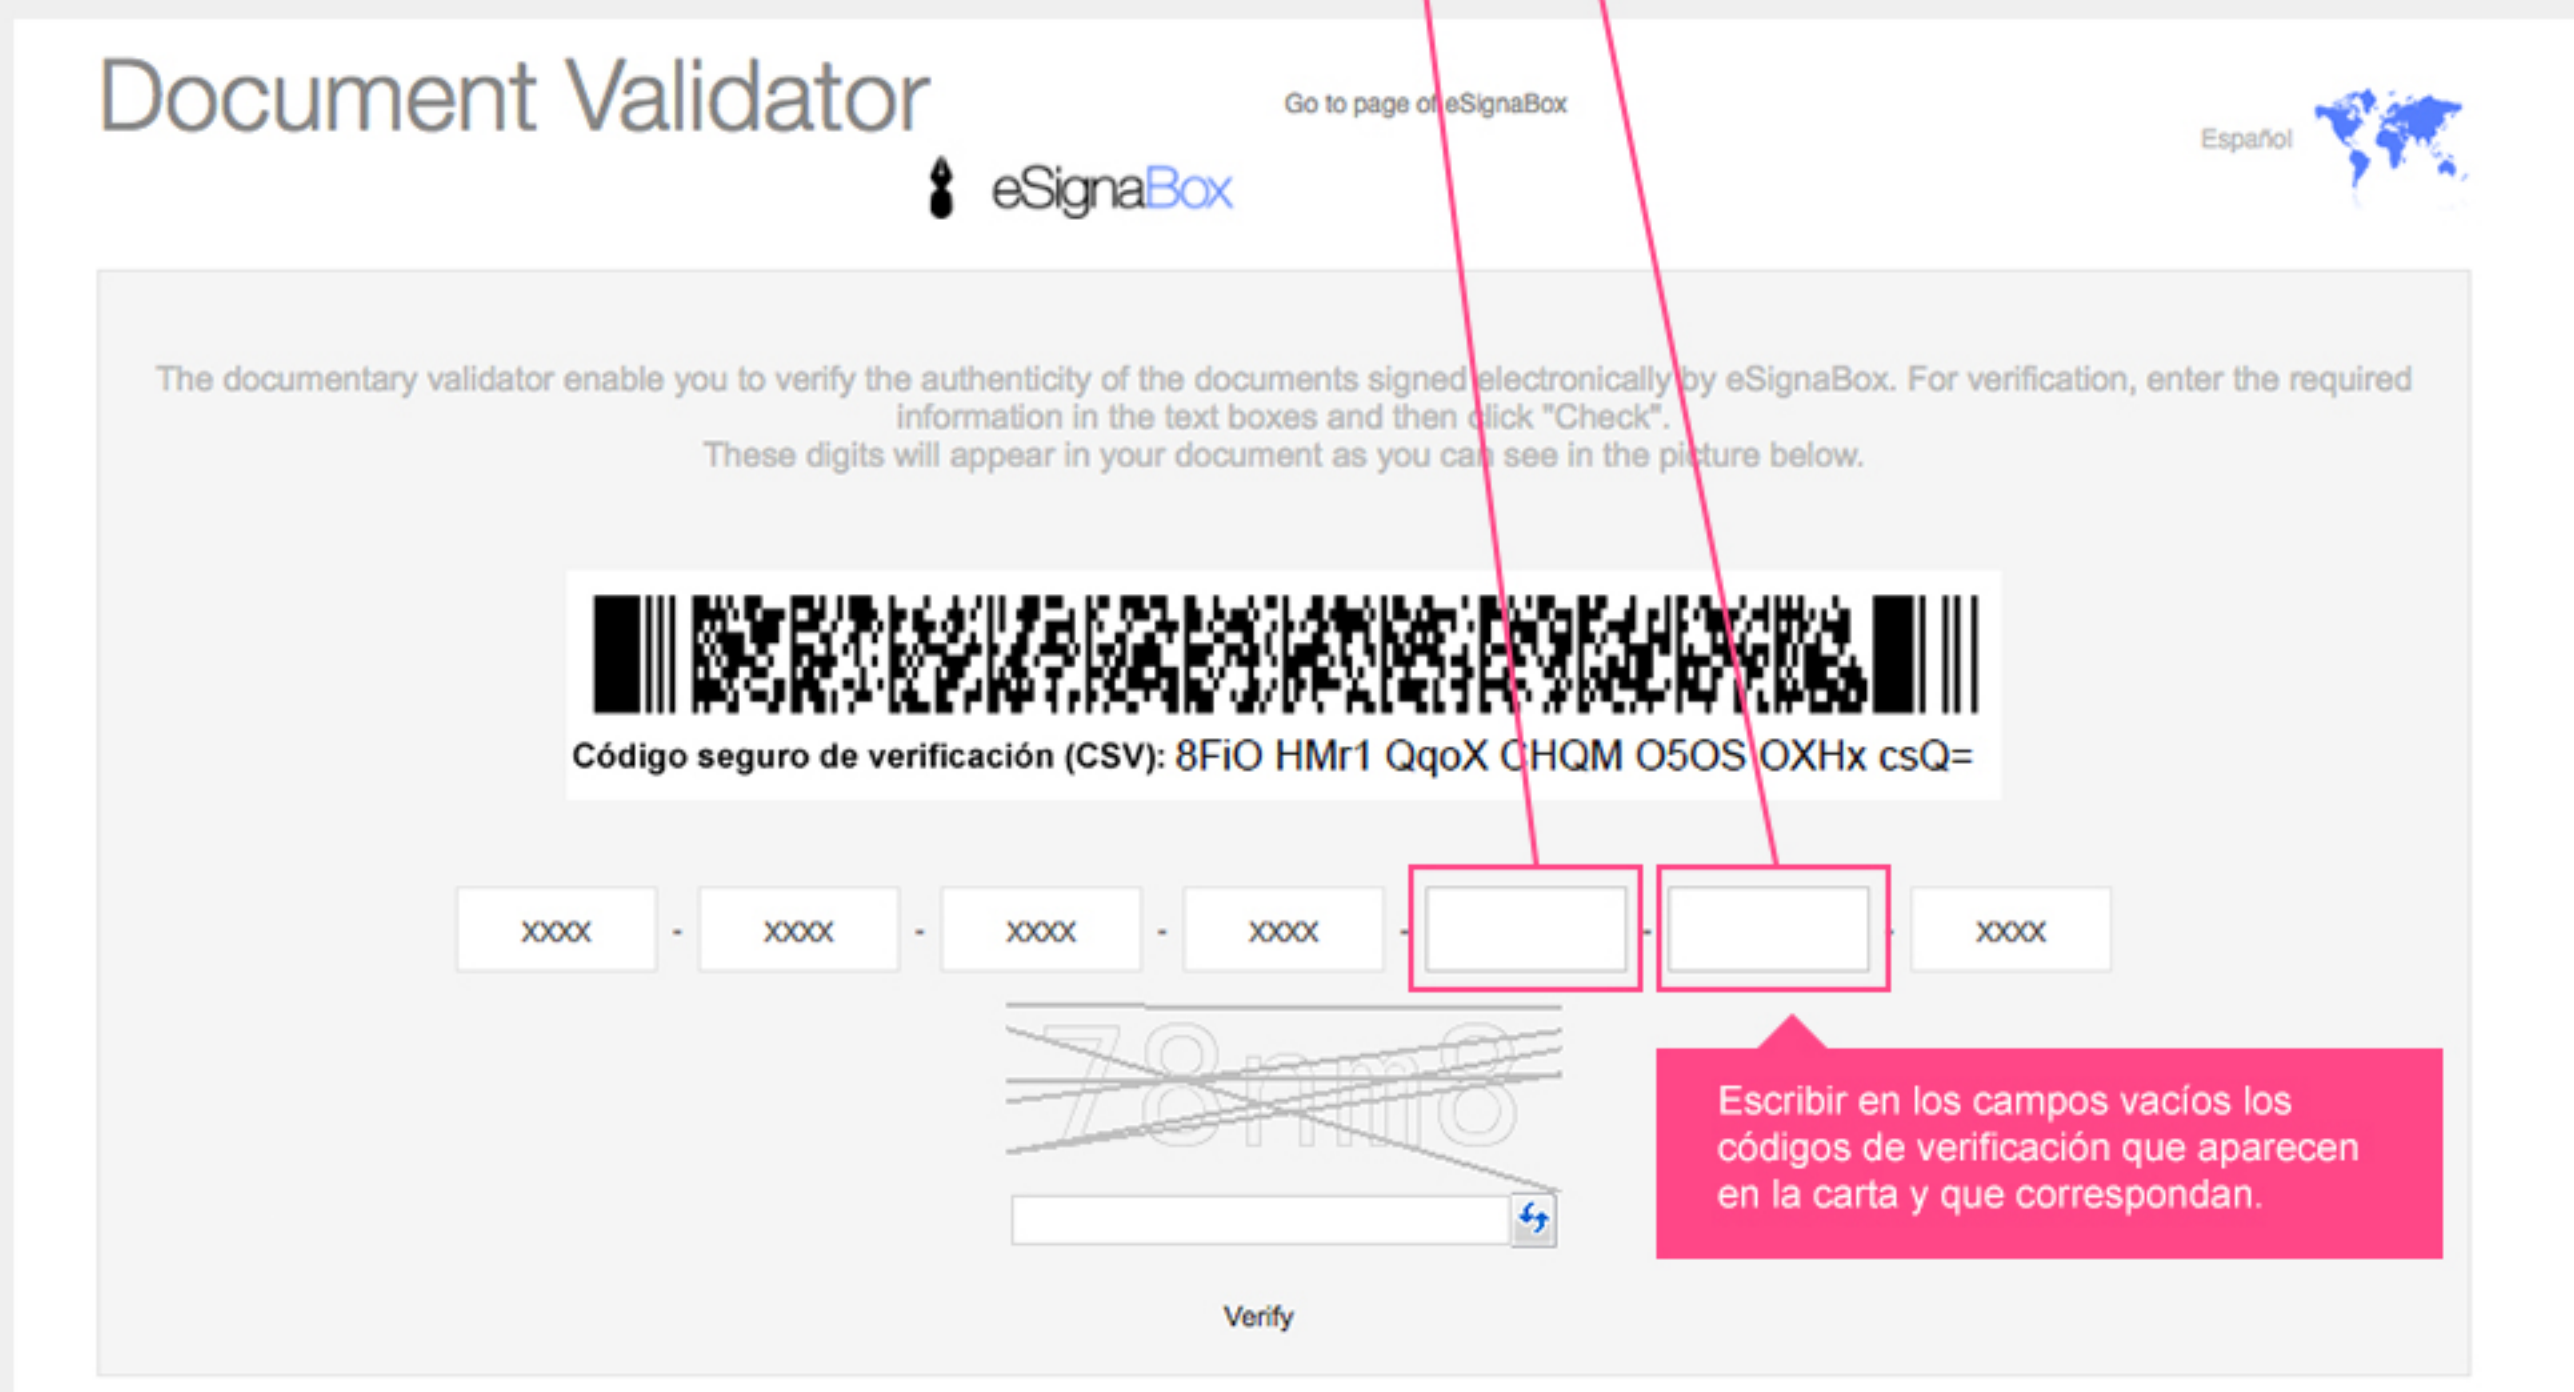 Document Validator
Go to page of eSignaBox
Español
eSignaBox
The documentary validator enable you to verify the authenticity of the documents signed electronically by eSignaBox. For verification, enter the required
information in the text boxes and then click "Check".
These digits will appear in your document as you can see in the picture below.
Código seguro de verificación (CSV): 8FiO HMr1 QqoX CHQM O5OS OXHx csQ=
xxxx - xxxx - xxxx - xxxx - - - xxxx
78nm8
Escribir en los campos vacíos los
códigos de verificación que aparecen
en la carta y que correspondan.
Verify